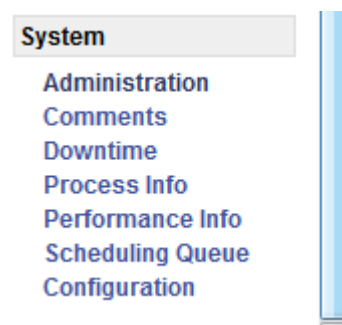 System
Administration
Comments
Downtime
Process Info
Performance Info
Scheduling Queue
Configuration